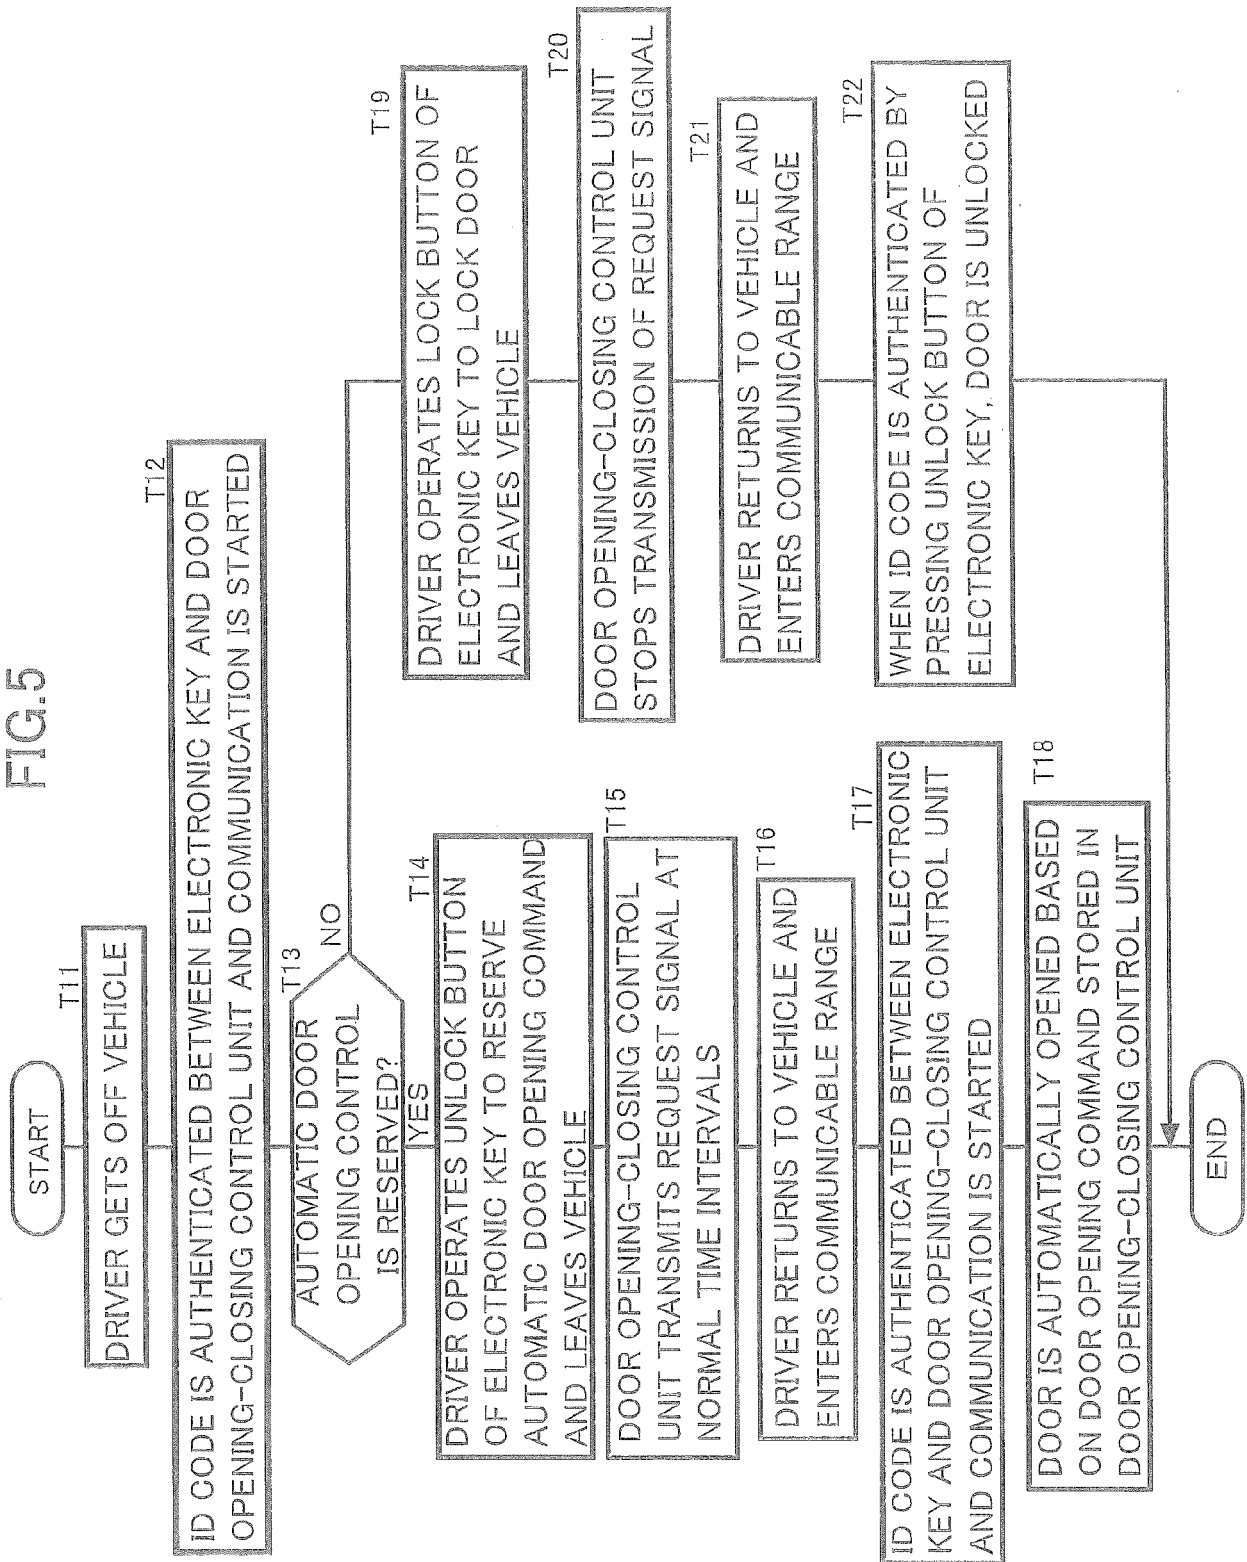 FIG.5
START
T11
DRIVER GETS OFF VEHICLE
T12
ID CODE IS AUTHENTICATED BETWEEN ELECTRONIC KEY AND DOOR
OPENING-CLOSING CONTROL UNIT AND COMMUNICATION IS STARTED
T13
AUTOMATIC DOOR
OPENING CONTROL
IS RESERVED?
NO
YES
T14
DRIVER OPERATES UNLOCK BUTTON
OF ELECTRONIC KEY TO RESERVE
AUTOMATIC DOOR OPENING COMMAND
AND LEAVES VEHICLE
T15
DOOR OPENING-CLOSING CONTROL
UNIT TRANSMITS REQUEST SIGNAL AT
NORMAL TIME INTERVALS
T16
DRIVER RETURNS TO VEHICLE AND
ENTERS COMMUNICABLE RANGE
T17
ID CODE IS AUTHENTICATED BETWEEN ELECTRONIC
KEY AND DOOR OPENING-CLOSING CONTROL UNIT
AND COMMUNICATION IS STARTED
T18
DOOR IS AUTOMATICALLY OPENED BASED
ON DOOR OPENING COMMAND STORED IN
DOOR OPENING-CLOSING CONTROL UNIT
T19
DRIVER OPERATES LOCK BUTTON OF
ELECTRONIC KEY TO LOCK DOOR
AND LEAVES VEHICLE
T20
DOOR OPENING-CLOSING CONTROL UNIT
STOPS TRANSMISSION OF REQUEST SIGNAL
T21
DRIVER RETURNS TO VEHICLE AND
ENTERS COMMUNICABLE RANGE
T22
WHEN ID CODE IS AUTHENTICATED BY
PRESSING UNLOCK BUTTON OF
ELECTRONIC KEY, DOOR IS UNLOCKED
END